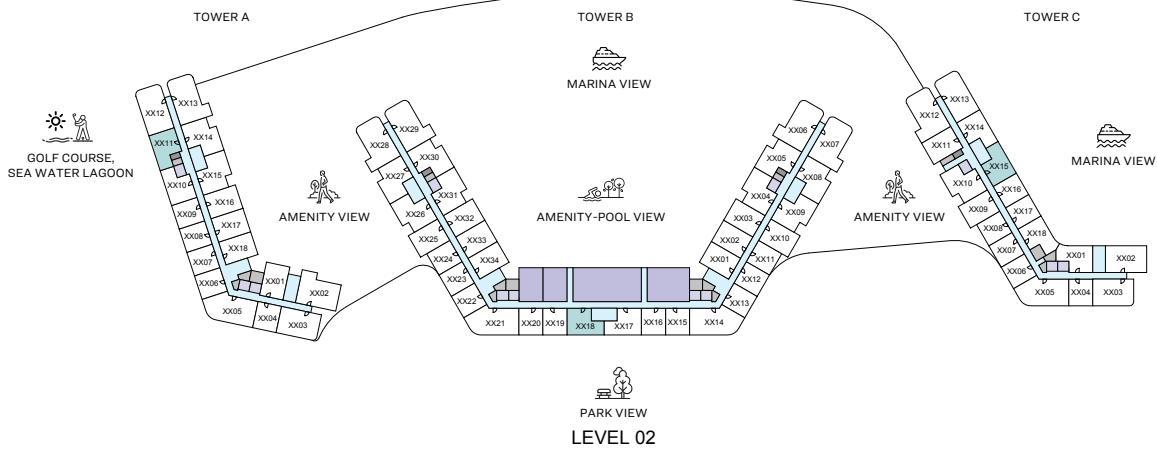 TOWER A
TOWER B
TOWER C
MARINA VIEW
GOLF COURSE,
SEA WATER LAGOON
AMENITY VIEW
AMENITY-POOL VIEW
AMENITY VIEW
MARINA VIEW
PARK VIEW
LEVEL 02
XX12
XX13
XX11
XX14
XX10
XX15
XX09
XX16
XX08
XX17
XX07
XX18
XX06
XX01
XX02
XX05
XX04
XX03
XX29
XX28
XX30
XX27
XX31
XX26
XX32
XX25
XX33
XX24
XX34
XX23
XX22
XX21
XX20
XX19
XX18
XX17
XX16
XX15
XX14
XX06
XX07
XX05
XX08
XX04
XX09
XX03
XX10
XX02
XX11
XX01
XX12
XX13
XX13
XX12
XX14
XX11
XX15
XX10
XX16
XX09
XX17
XX08
XX18
XX07
XX01
XX02
XX06
XX05
XX04
XX03